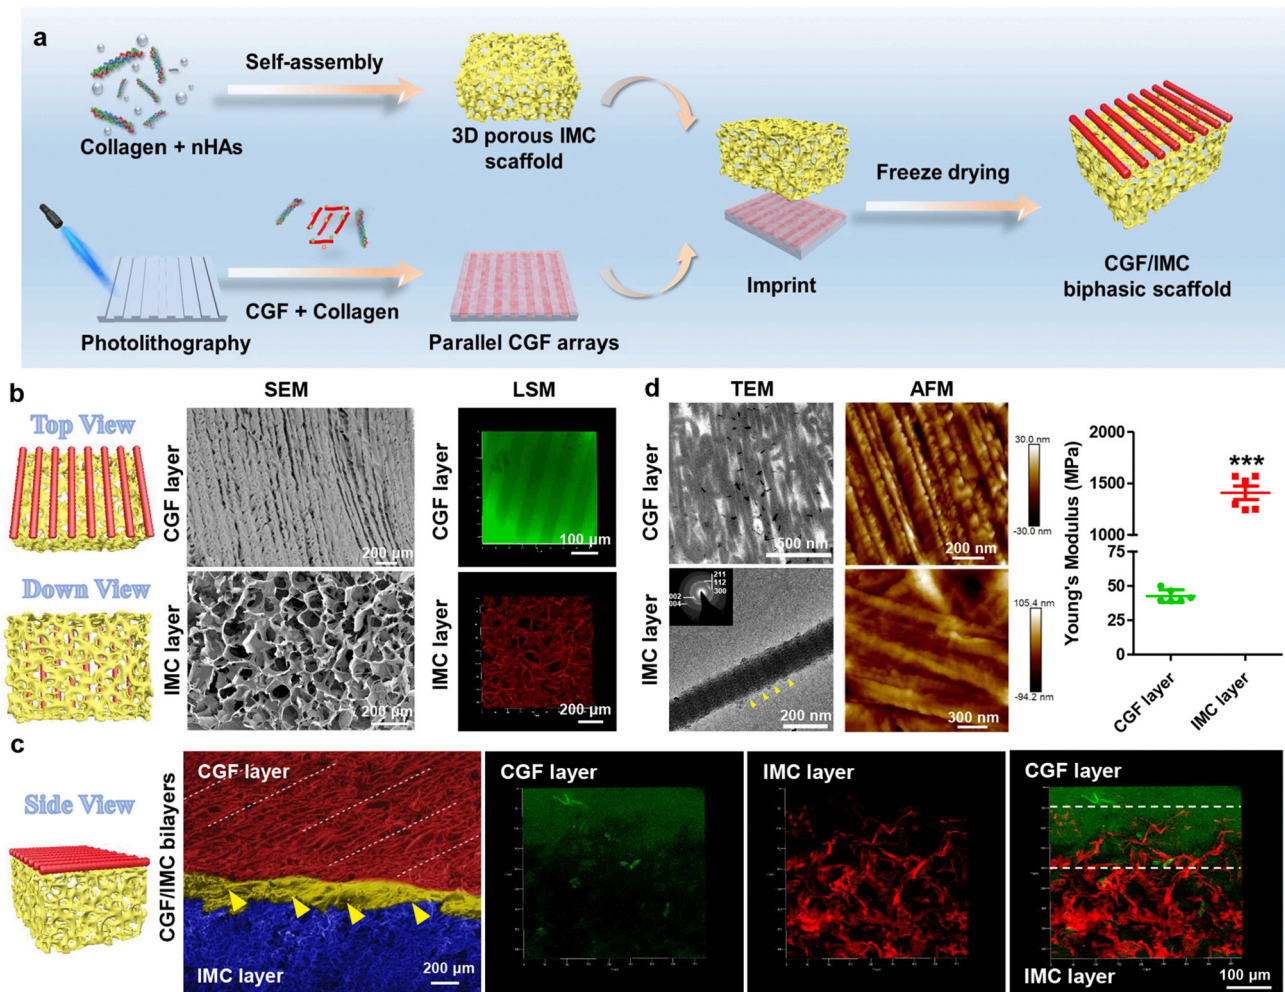 a
Self-assembly
Collagen + nHAs
3D porous IMC
scaffold
Freeze drying
CGF + Collagen
Photolithography
Parallel CGF arrays
Imprint
CGF/IMC
biphasic scaffold
b
SEM
LSM
Top View
CGF layer
200 µm
CGF layer
100 µm
Down View
IMC layer
200 µm
IMC layer
200 µm
d
TEM
AFM
CGF layer
500 nm
200 nm
30.0 nm
-30.0 nm
IMC layer
211
112
300
002
004
200 nm
300 nm
105.4 nm
-94.2 nm
Young's Modulus (MPa)
2000
1500
1000
75
50
25
0
***
CGF layer
IMC layer
c
Side View
CGF/IMC bilayers
CGF layer
IMC layer
200 µm
CGF layer
IMC layer
CGF layer
IMC layer
100 µm